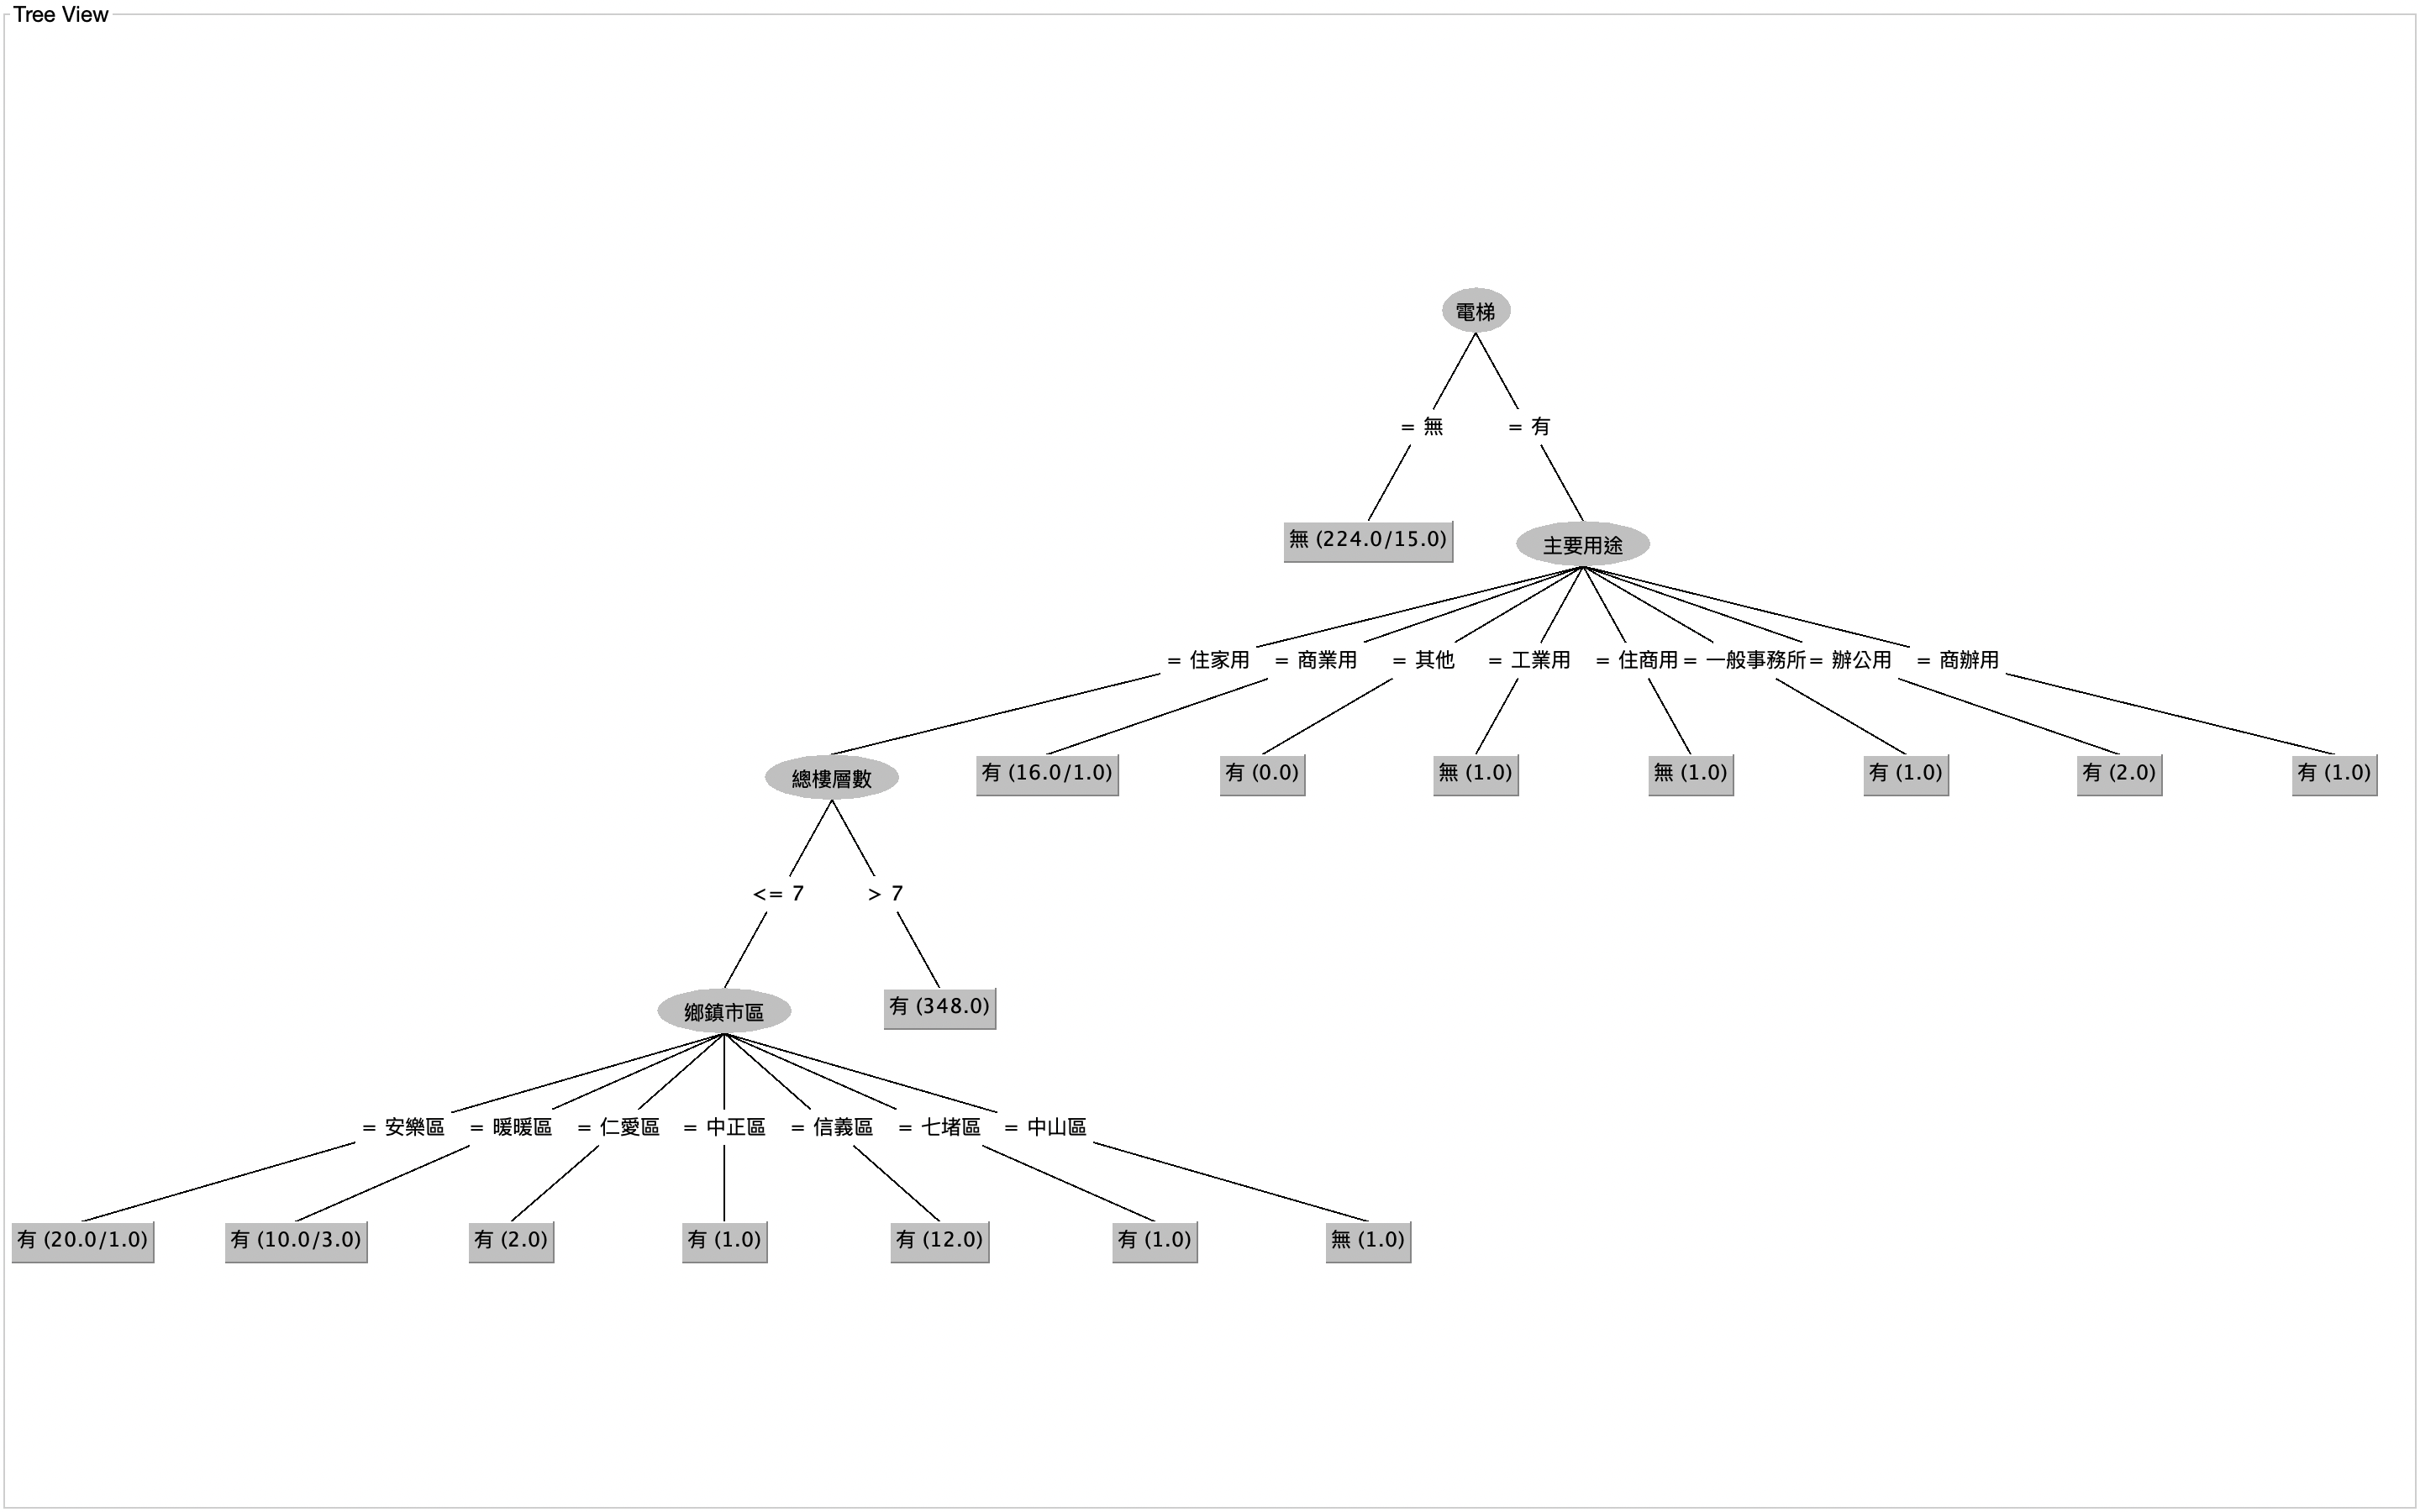 Tree View
電梯
= 無
= 有
無 (224.0/15.0)
主要用途
= 住家用
= 商業用
= 其他
= 工業用
= 住商用
= 一般事務所
= 辦公用
= 商辦用
總樓層數
有 (16.0/1.0)
有 (0.0)
無 (1.0)
無 (1.0)
有 (1.0)
有 (2.0)
有 (1.0)
<= 7
> 7
鄉鎮市區
有 (348.0)
= 安樂區
= 暖暖區
= 仁愛區
= 中正區
= 信義區
= 七堵區
= 中山區
有 (20.0/1.0)
有 (10.0/3.0)
有 (2.0)
有 (1.0)
有 (12.0)
有 (1.0)
無 (1.0)